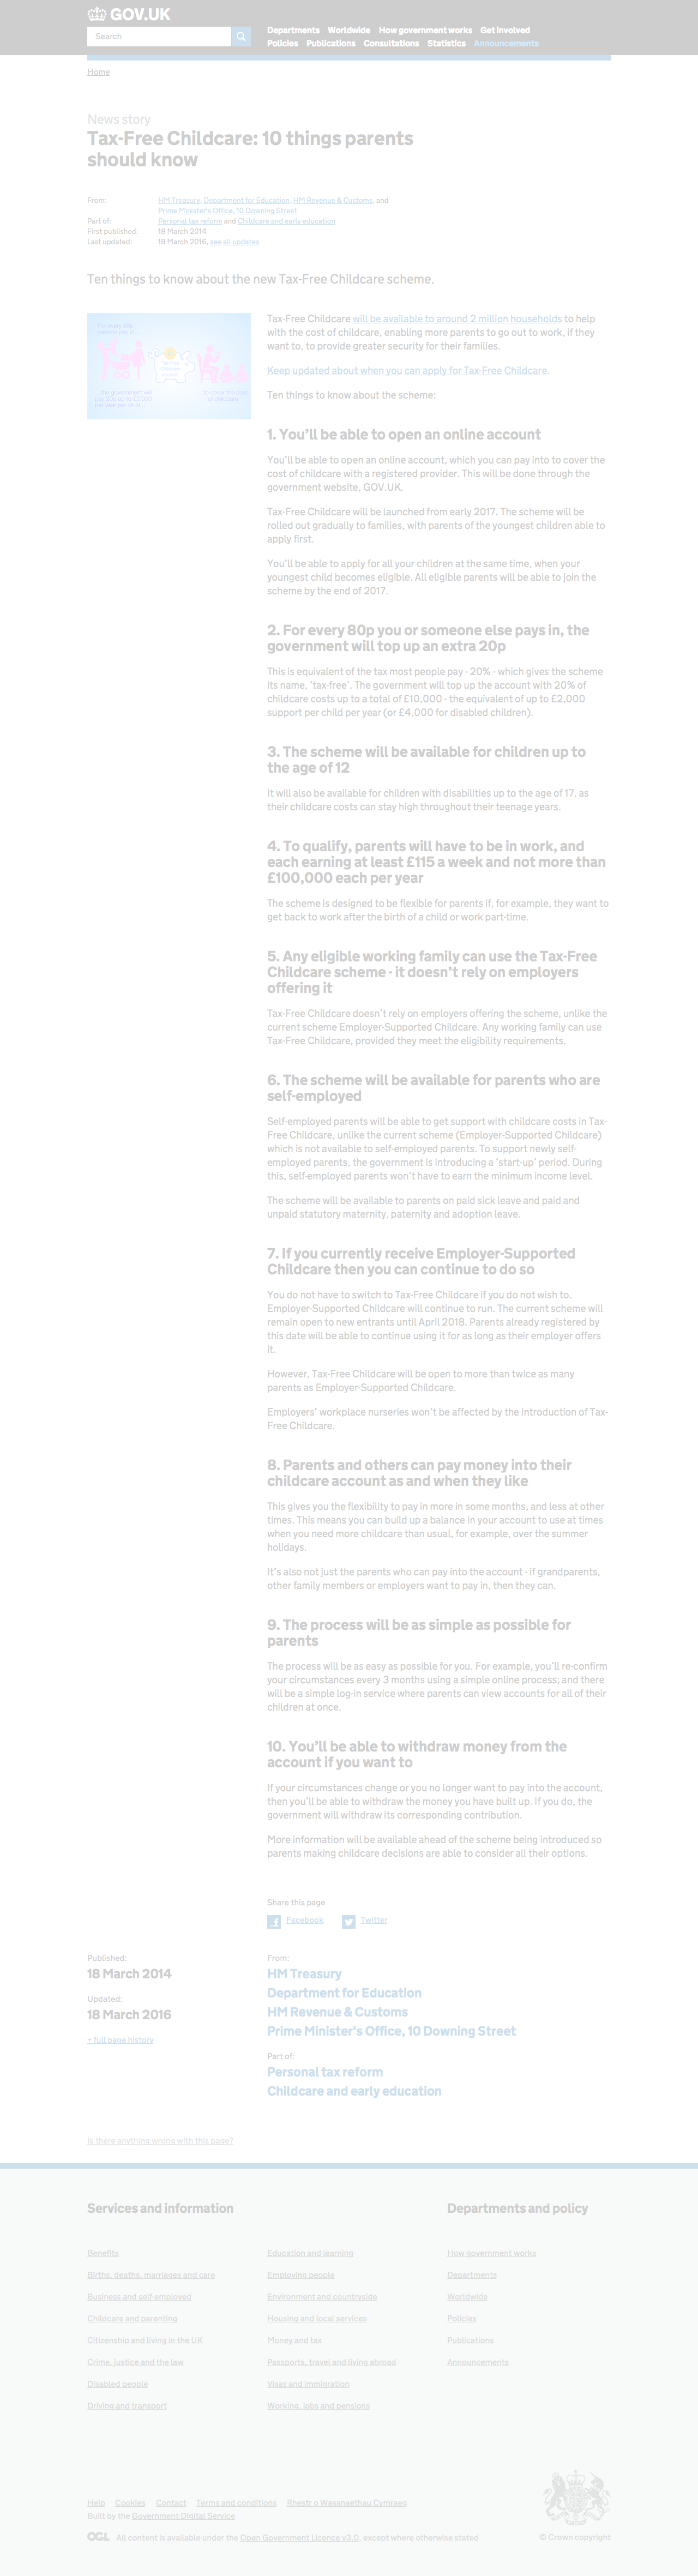 GOV.UK
Search
Departments Worldwide How government works Get involved
Policies Publications Consultations Statistics Announcements
Home
News story
Tax-Free Childcare: 10 things parents
should know
From: HM Treasury, Department for Education, HM Revenue & Customs, and
Prime Minister's Office, 10 Downing Street
Part of: Personal tax reform and Childcare and early education
First published: 18 March 2014
Last updated: 18 March 2016, see all updates
Ten things to know about the new Tax-Free Childcare scheme.
For every 80p
parents pay in...
...the government will
pay 20p up to £2,000
per year per child...
...to cover the cost
of childcare
Tax-Free Childcare will be available to around 2 million households to help
with the cost of childcare, enabling more parents to go out to work, if they
want to, to provide greater security for their families.
Keep updated about when you can apply for Tax-Free Childcare.
Ten things to know about the scheme:
1. You’ll be able to open an online account
You’ll be able to open an online account, which you can pay into to cover the
cost of childcare with a registered provider. This will be done through the
government website, GOV.UK.
Tax-Free Childcare will be launched from early 2017. The scheme will be
rolled out gradually to families, with parents of the youngest children able to
apply first.
You’ll be able to apply for all your children at the same time, when your
youngest child becomes eligible. All eligible parents will be able to join the
scheme by the end of 2017.
2. For every 80p you or someone else pays in, the
government will top up an extra 20p
This is equivalent of the tax most people pay - 20% - which gives the scheme
its name, ‘tax-free’. The government will top up the account with 20% of
childcare costs up to a total of £10,000 - the equivalent of up to £2,000
support per child per year (or £4,000 for disabled children).
3. The scheme will be available for children up to
the age of 12
It will also be available for children with disabilities up to the age of 17, as
their childcare costs can stay high throughout their teenage years.
4. To qualify, parents will have to be in work, and
each earning at least £115 a week and not more than
£100,000 each per year
The scheme is designed to be flexible for parents if, for example, they want to
get back to work after the birth of a child or work part-time.
5. Any eligible working family can use the Tax-Free
Childcare scheme - it doesn’t rely on employers
offering it
Tax-Free Childcare doesn’t rely on employers offering the scheme, unlike the
current scheme Employer-Supported Childcare. Any working family can use
Tax-Free Childcare, provided they meet the eligibility requirements.
6. The scheme will be available for parents who are
self-employed
Self-employed parents will be able to get support with childcare costs in Tax-
Free Childcare, unlike the current scheme (Employer-Supported Childcare)
which is not available to self-employed parents. To support newly self-
employed parents, the government is introducing a ‘start-up’ period. During
this, self-employed parents won’t have to earn the minimum income level.
The scheme will be available to parents on paid sick leave and paid and
unpaid statutory maternity, paternity and adoption leave.
7. If you currently receive Employer-Supported
Childcare then you can continue to do so
You do not have to switch to Tax-Free Childcare if you do not wish to.
Employer-Supported Childcare will continue to run. The current scheme will
remain open to new entrants until April 2018. Parents already registered by
this date will be able to continue using it for as long as their employer offers
it.
However, Tax-Free Childcare will be open to more than twice as many
parents as Employer-Supported Childcare.
Employers’ workplace nurseries won’t be affected by the introduction of Tax-
Free Childcare.
8. Parents and others can pay money into their
childcare account as and when they like
This gives you the flexibility to pay in more in some months, and less at other
times. This means you can build up a balance in your account to use at times
when you need more childcare than usual, for example, over the summer
holidays.
It’s also not just the parents who can pay into the account - if grandparents,
other family members or employers want to pay in, then they can.
9. The process will be as simple as possible for
parents
The process will be as easy as possible for you. For example, you’ll re-confirm
your circumstances every 3 months using a simple online process; and there
will be a simple log-in service where parents can view accounts for all of their
children at once.
10. You’ll be able to withdraw money from the
account if you want to
If your circumstances change or you no longer want to pay into the account,
then you’ll be able to withdraw the money you have built up. If you do, the
government will withdraw its corresponding contribution.
More information will be available ahead of the scheme being introduced so
parents making childcare decisions are able to consider all their options.
Share this page
Facebook Twitter
Published:
18 March 2014
Updated:
18 March 2016
+ full page history
From:
HM Treasury
Department for Education
HM Revenue & Customs
Prime Minister's Office, 10 Downing Street
Part of:
Personal tax reform
Childcare and early education
Is there anything wrong with this page?
Services and information
Benefits
Births, deaths, marriages and care
Business and self-employed
Childcare and parenting
Citizenship and living in the UK
Crime, justice and the law
Disabled people
Driving and transport
Education and learning
Employing people
Environment and countryside
Housing and local services
Money and tax
Passports, travel and living abroad
Visas and immigration
Working, jobs and pensions
Departments and policy
How government works
Departments
Worldwide
Policies
Publications
Announcements
Help Cookies Contact Terms and conditions Rhestr o Wasanaethau Cymraeg
Built by the Government Digital Service
OGL All content is available under the Open Government Licence v3.0, except where otherwise stated
© Crown copyright